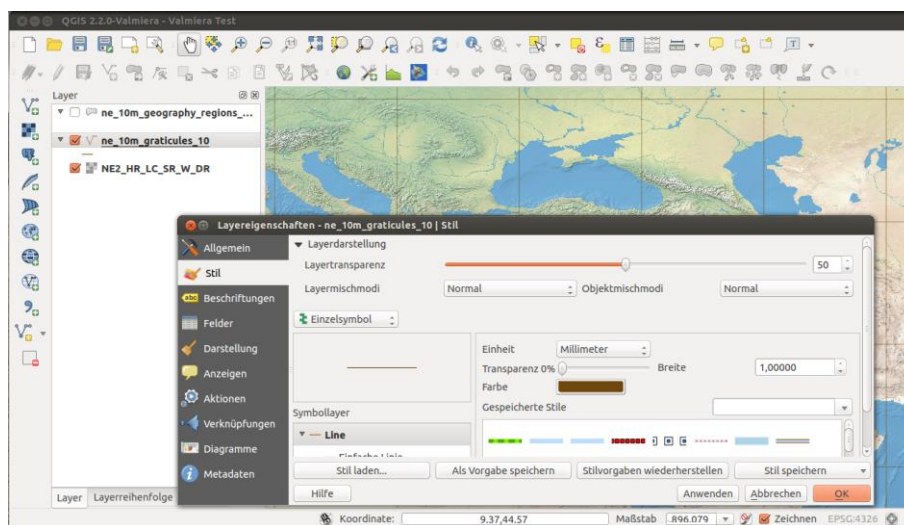 QGIS 2.2.0-Valmiera - Valmiera Test
Layer
ne_10m_geography_regions_...
ne_10m_graticules_10
NE2_HR_LC_SR_W_DR
Layereigenschaften - ne_10m_graticules_10 | Stil
Allgemein
Stil
Beschriftungen
Felder
Darstellung
Anzeigen
Aktionen
Verknüpfungen
Diagramme
Metadaten
Layerdarstellung
Layertransparenz
50
Layermischmodi
Normal
Objektmischmodi
Normal
Einzelsymbol
Einheit
Millimeter
Transparenz 0%
Breite
1,00000
Farbe
Gespeicherte Stile
Symbollayer
Line
Einfache Linie
Stil laden...
Als Vorgabe speichern
Stilvorgaben wiederherstellen
Stil speichern
Hilfe
Anwenden
Abbrechen
OK
Layer
Layerreihenfolge
Koordinate:
9.37,44.57
Maßstab
.896.079
Zeichnen
EPSG:4326